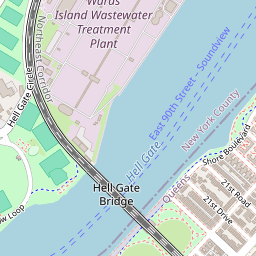 Wards
Island Wastewater
Treatment
Plant
Northeast Corridor
Hell Gate Circle
East 90th Street - Soundview
New York County
Queens
Hell Gate
Shore Boulevard
21st Road
21st Drive
Hell Gate
Bridge
w Loop